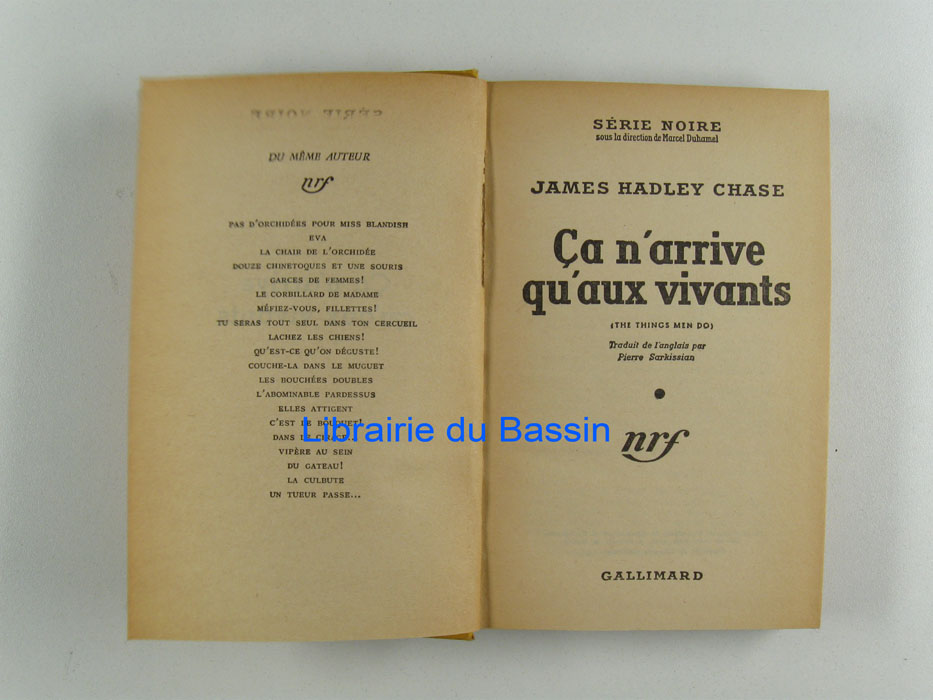 SÉRIE NOIRE
DU MÊME AUTEUR
nrf
PAS D'ORCHIDÉES POUR MISS BLANDISH
EVA
LA CHAIR DE L'ORCHIDÉE
DOUZE CHINETOQUES ET UNE SOURIS
GARCES DE FEMMES!
LE CORBILLARD DE MADAME
MÉFIEZ-VOUS, FILLETTES!
TU SERAS TOUT SEUL DANS TON CERCUEIL
LACHEZ LES CHIENS!
QU'EST-CE QU'ON DÉGUSTE!
COUCHE-LA DANS LE MUGUET
LES BOUCHÉES DOUBLES
L'ABOMINABLE PARDESSUS
ELLES ATTIGENT
C'EST LE BOUQUET!
DANS LE CIRAGE...
VIPÈRE AU SEIN
DU GATEAU!
LA CULBUTE
UN TUEUR PASSE...
Librairie du Bassin
SÉRIE NOIRE
sous la direction de Marcel Duhamel
JAMES HADLEY CHASE
Ça n'arrive
qu'aux vivants
(THE THINGS MEN DO)
Traduit de l'anglais par
Pierre Sarkissian
nrf
GALLIMARD